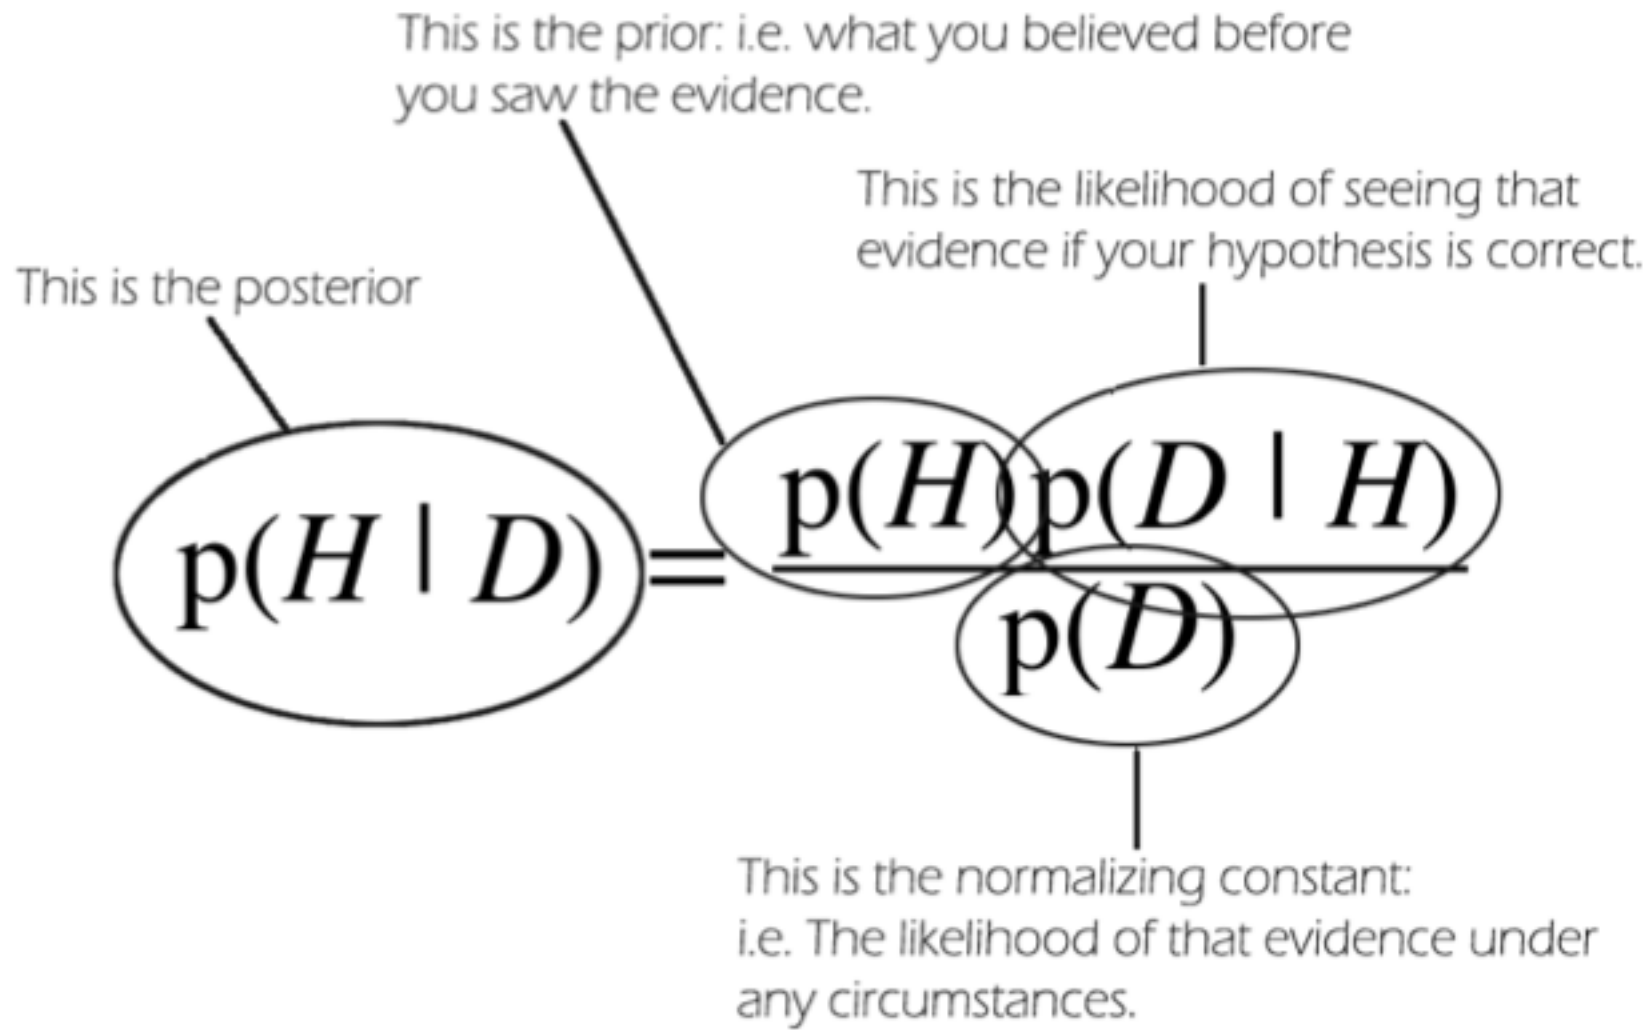 This is the prior: i.e. what you believed before
you saw the evidence.
This is the likelihood of seeing that
evidence if your hypothesis is correct.
This is the posterior
p(H | D) = p(H) p(D | H)
p(D)
This is the normalizing constant:
i.e. The likelihood of that evidence under
any circumstances.